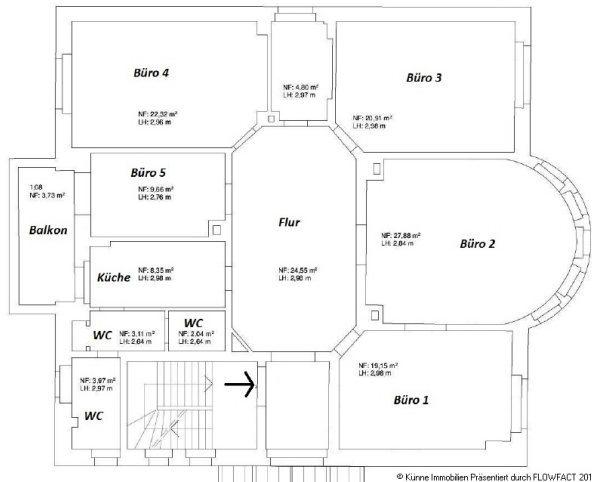 Büro 4
NF: 22,32 m²
LH: 2,96 m
NF: 4,80 m²
LH: 2,97 m
Büro 3
NF: 20,91 m²
LH: 2,98 m
Büro 5
NF: 9,66 m²
LH: 2,76 m
1.08
NF: 3,73 m²
Balkon
Flur
NF: 24,55 m²
LH: 2,93 m
NF: 27,88 m²
LH: 2,84 m
Büro 2
Küche
NF: 8,35 m²
LH: 2,98 m
WC
NF: 3,11 m²
LH: 2,64 m
WC
NF: 2,04 m²
LH: 2,64 m
NF: 3,97 m²
LH: 2,97 m
WC
NF: 19,15 m²
LH: 2,98 m
Büro 1
© Künne Immobilien Präsentiert durch FLOWFACT 201